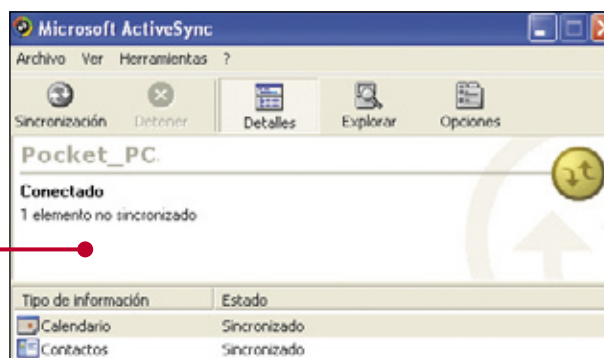 Microsoft ActiveSync
Archivo Ver Herramientas ?
Sincronización Detener Detalles Explorar Opciones
Pocket_PC
Conectado
1 elemento no sincronizado
Tipo de información Estado
Calendario Sincronizado
Contactos Sincronizado